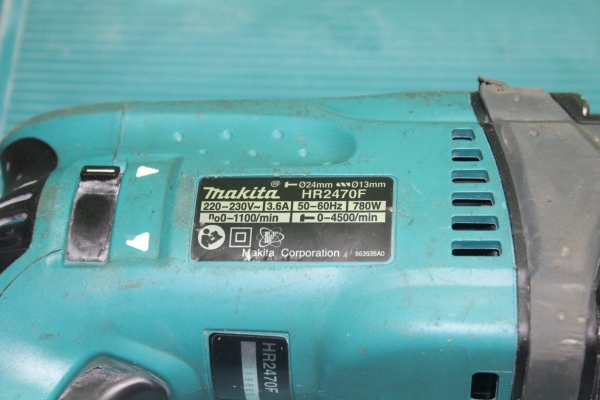 Ø24mm Ø13mm
makita HR2470F
220-230V~ 3.6A 50-60Hz 780W
n0 0-1100/min 0-4500/min
Makita Corporation 863535A0
HR2470F